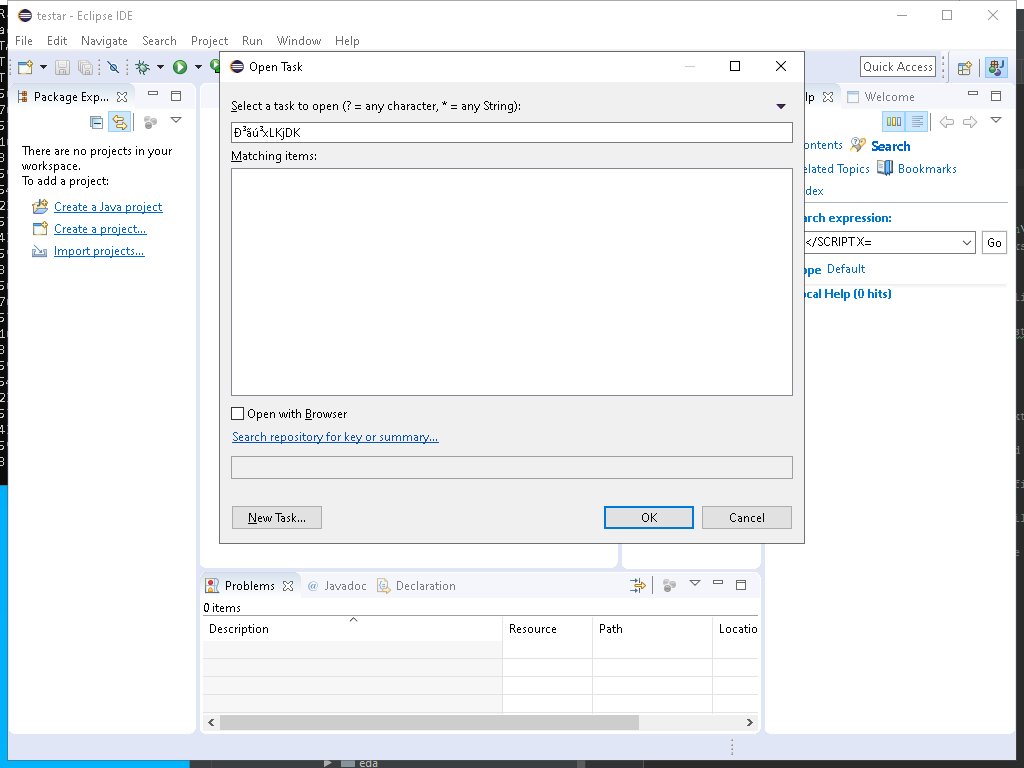 testar - Eclipse IDE
File Edit Navigate Search Project Run Window Help
Quick Access
Package Exp...
There are no projects in your
workspace.
To add a project:
Create a Java project
Create a project...
Import projects...
Open Task
Select a task to open (? = any character, * = any String):
Ð³ãú³xLKjDK
Matching items:
Open with Browser
Search repository for key or summary...
New Task...
OK
Cancel
lp
Welcome
ontents
Search
elated Topics
Bookmarks
dex
arch expression:
</SCRIPTX=
Go
ope Default
cal Help (0 hits)
Problems
@ Javadoc
Declaration
0 items
Description Resource Path Locatio
eda